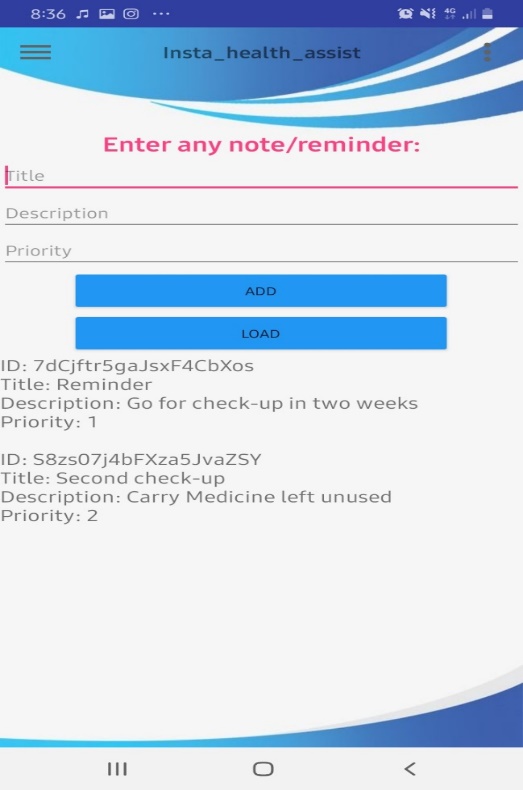 8:36
4G
Insta_health_assist
Enter any note/reminder:
Title
Description
Priority
ADD
LOAD
ID: 7dCjftr5gaJsxF4CbXos
Title: Reminder
Description: Go for check-up in two weeks
Priority: 1
ID: S8zs07j4bFXza5JvaZSY
Title: Second check-up
Description: Carry Medicine left unused
Priority: 2